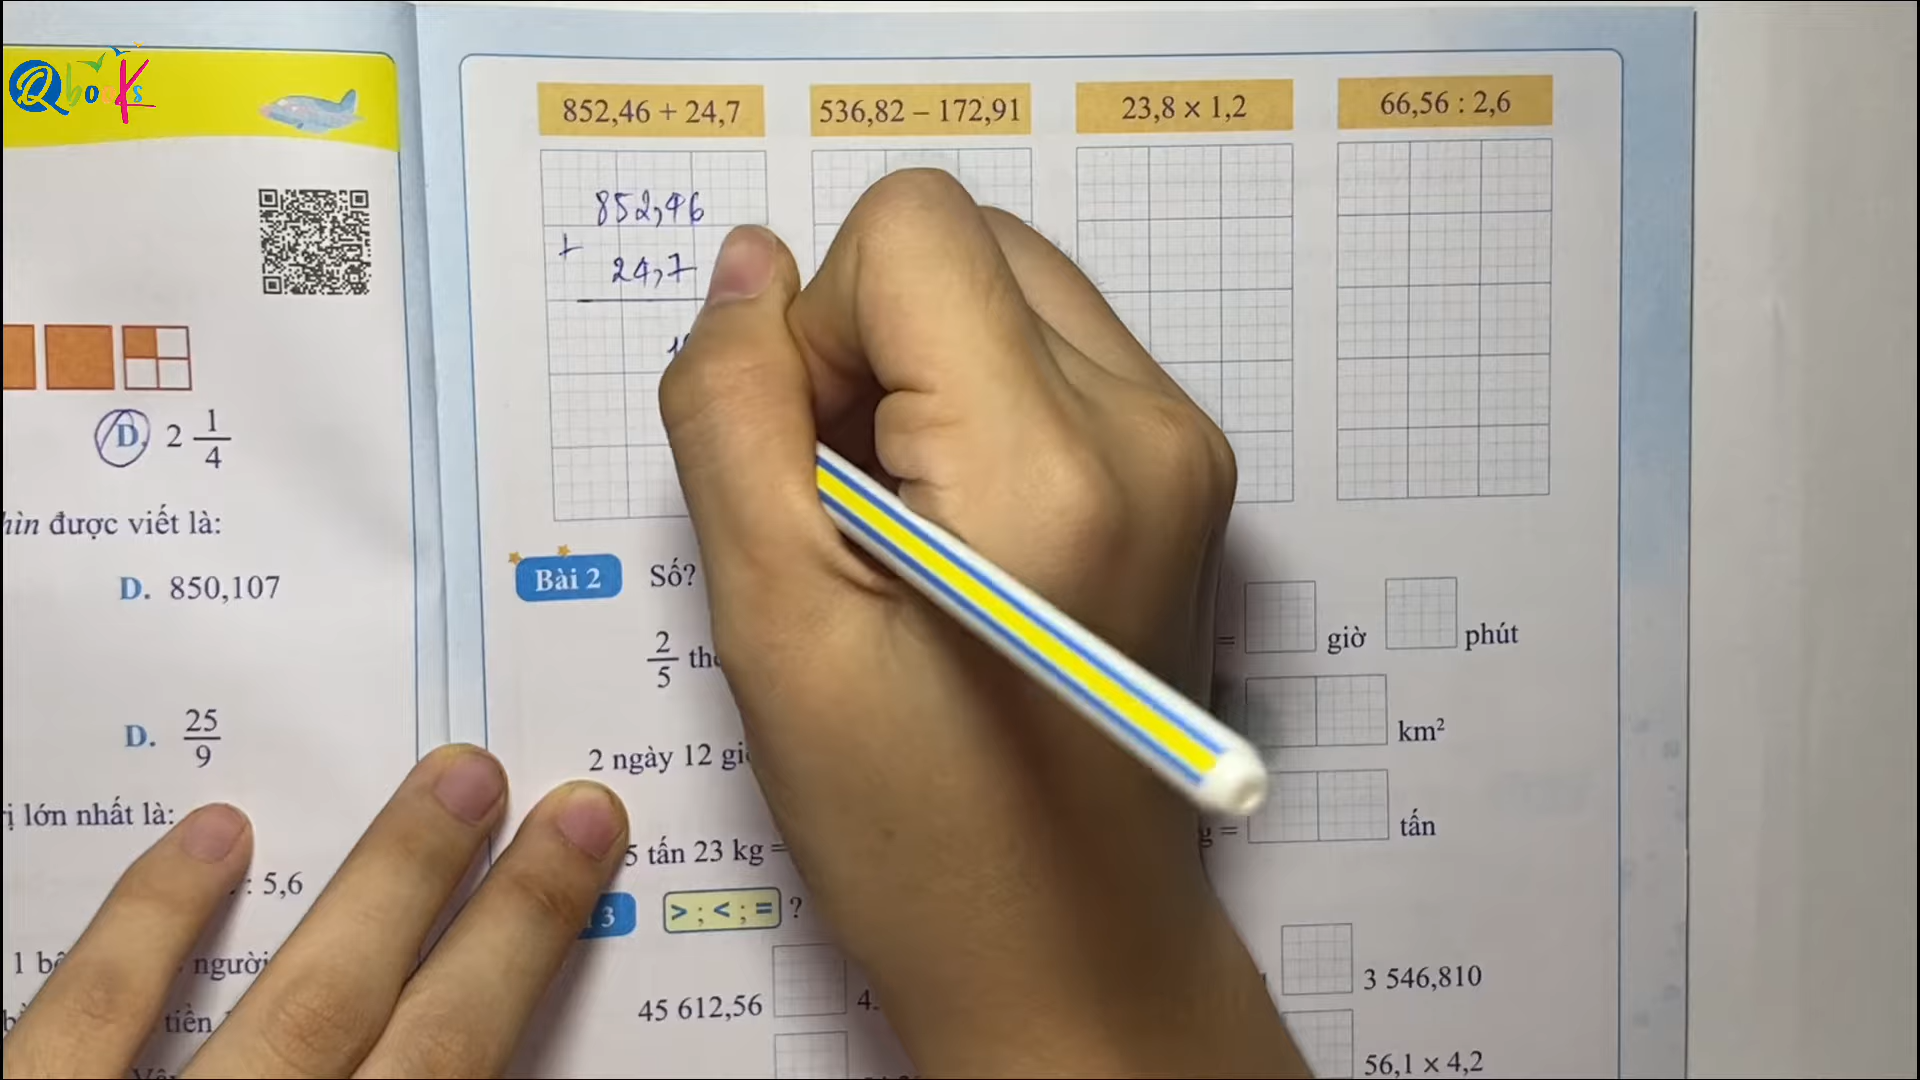 Qbooks
D. 2 1/4
được viết là:
D. 850,107
D. 25/9
lớn nhất là:
: 5,6
1
người
tiền
852,46 + 24,7
536,82 – 172,91
23,8 × 1,2
66,56 : 2,6
852,46
+
24,7
Bài 2 Số?
= giờ phút
2/5
km²
2 ngày 12
5 tấn 23 kg =
= tấn
3 > ; < ; = ?
45 612,56
3 546,810
56,1 × 4,2